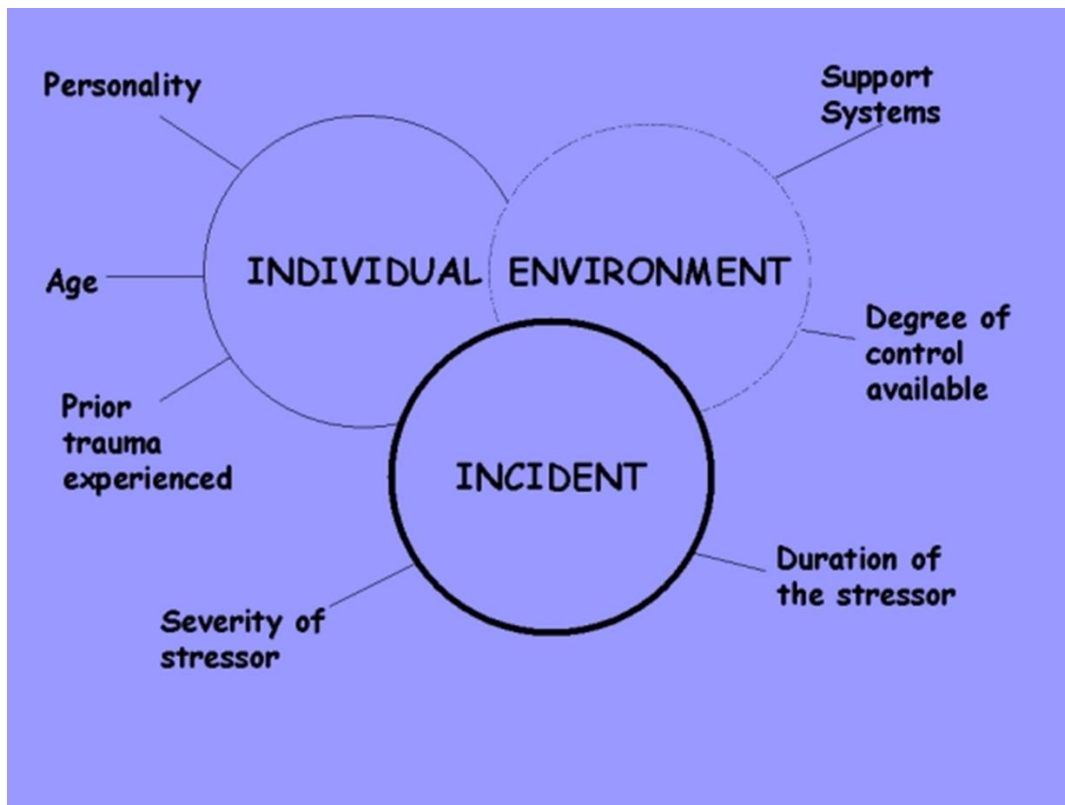 Personality
Support
Systems
INDIVIDUAL
ENVIRONMENT
Age
Degree of
control
available
Prior
trauma
experienced
INCIDENT
Duration of
the stressor
Severity of
stressor